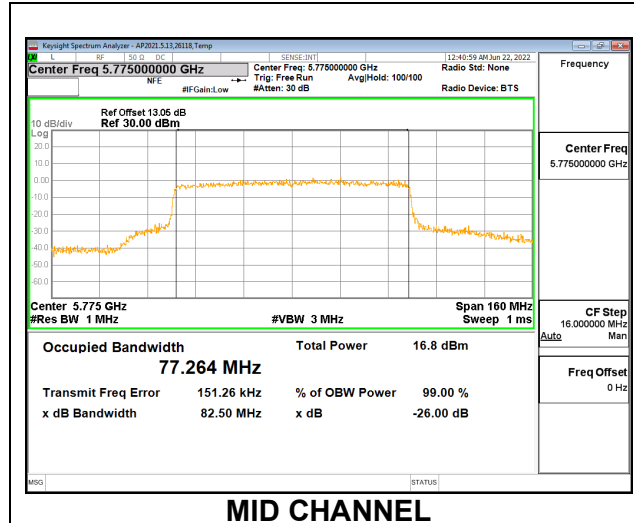 Keysight Spectrum Analyzer - AP2021.5.13,26118,Temp
L RF 50 Ω DC SENSE:INT 12:40:59 AM Jun 22, 2022
Center Freq 5.775000000 GHz Center Freq: 5.775000000 GHz Radio Std: None Frequency
NFE Trig: Free Run Avg|Hold: 100/100
#IFGain:Low #Atten: 30 dB Radio Device: BTS
Ref Offset 13.05 dB
10 dB/div Ref 30.00 dBm
Log
20.0
10.0
0.00
-10.0
-20.0
-30.0
-40.0
-50.0
-60.0
Center Freq
5.775000000 GHz
Center 5.775 GHz Span 160 MHz
#Res BW 1 MHz #VBW 3 MHz Sweep 1 ms
CF Step
16.000000 MHz
Auto Man
Occupied Bandwidth Total Power 16.8 dBm
77.264 MHz
Freq Offset
0 Hz
Transmit Freq Error 151.26 kHz % of OBW Power 99.00 %
x dB Bandwidth 82.50 MHz x dB -26.00 dB
MSG STATUS
MID CHANNEL